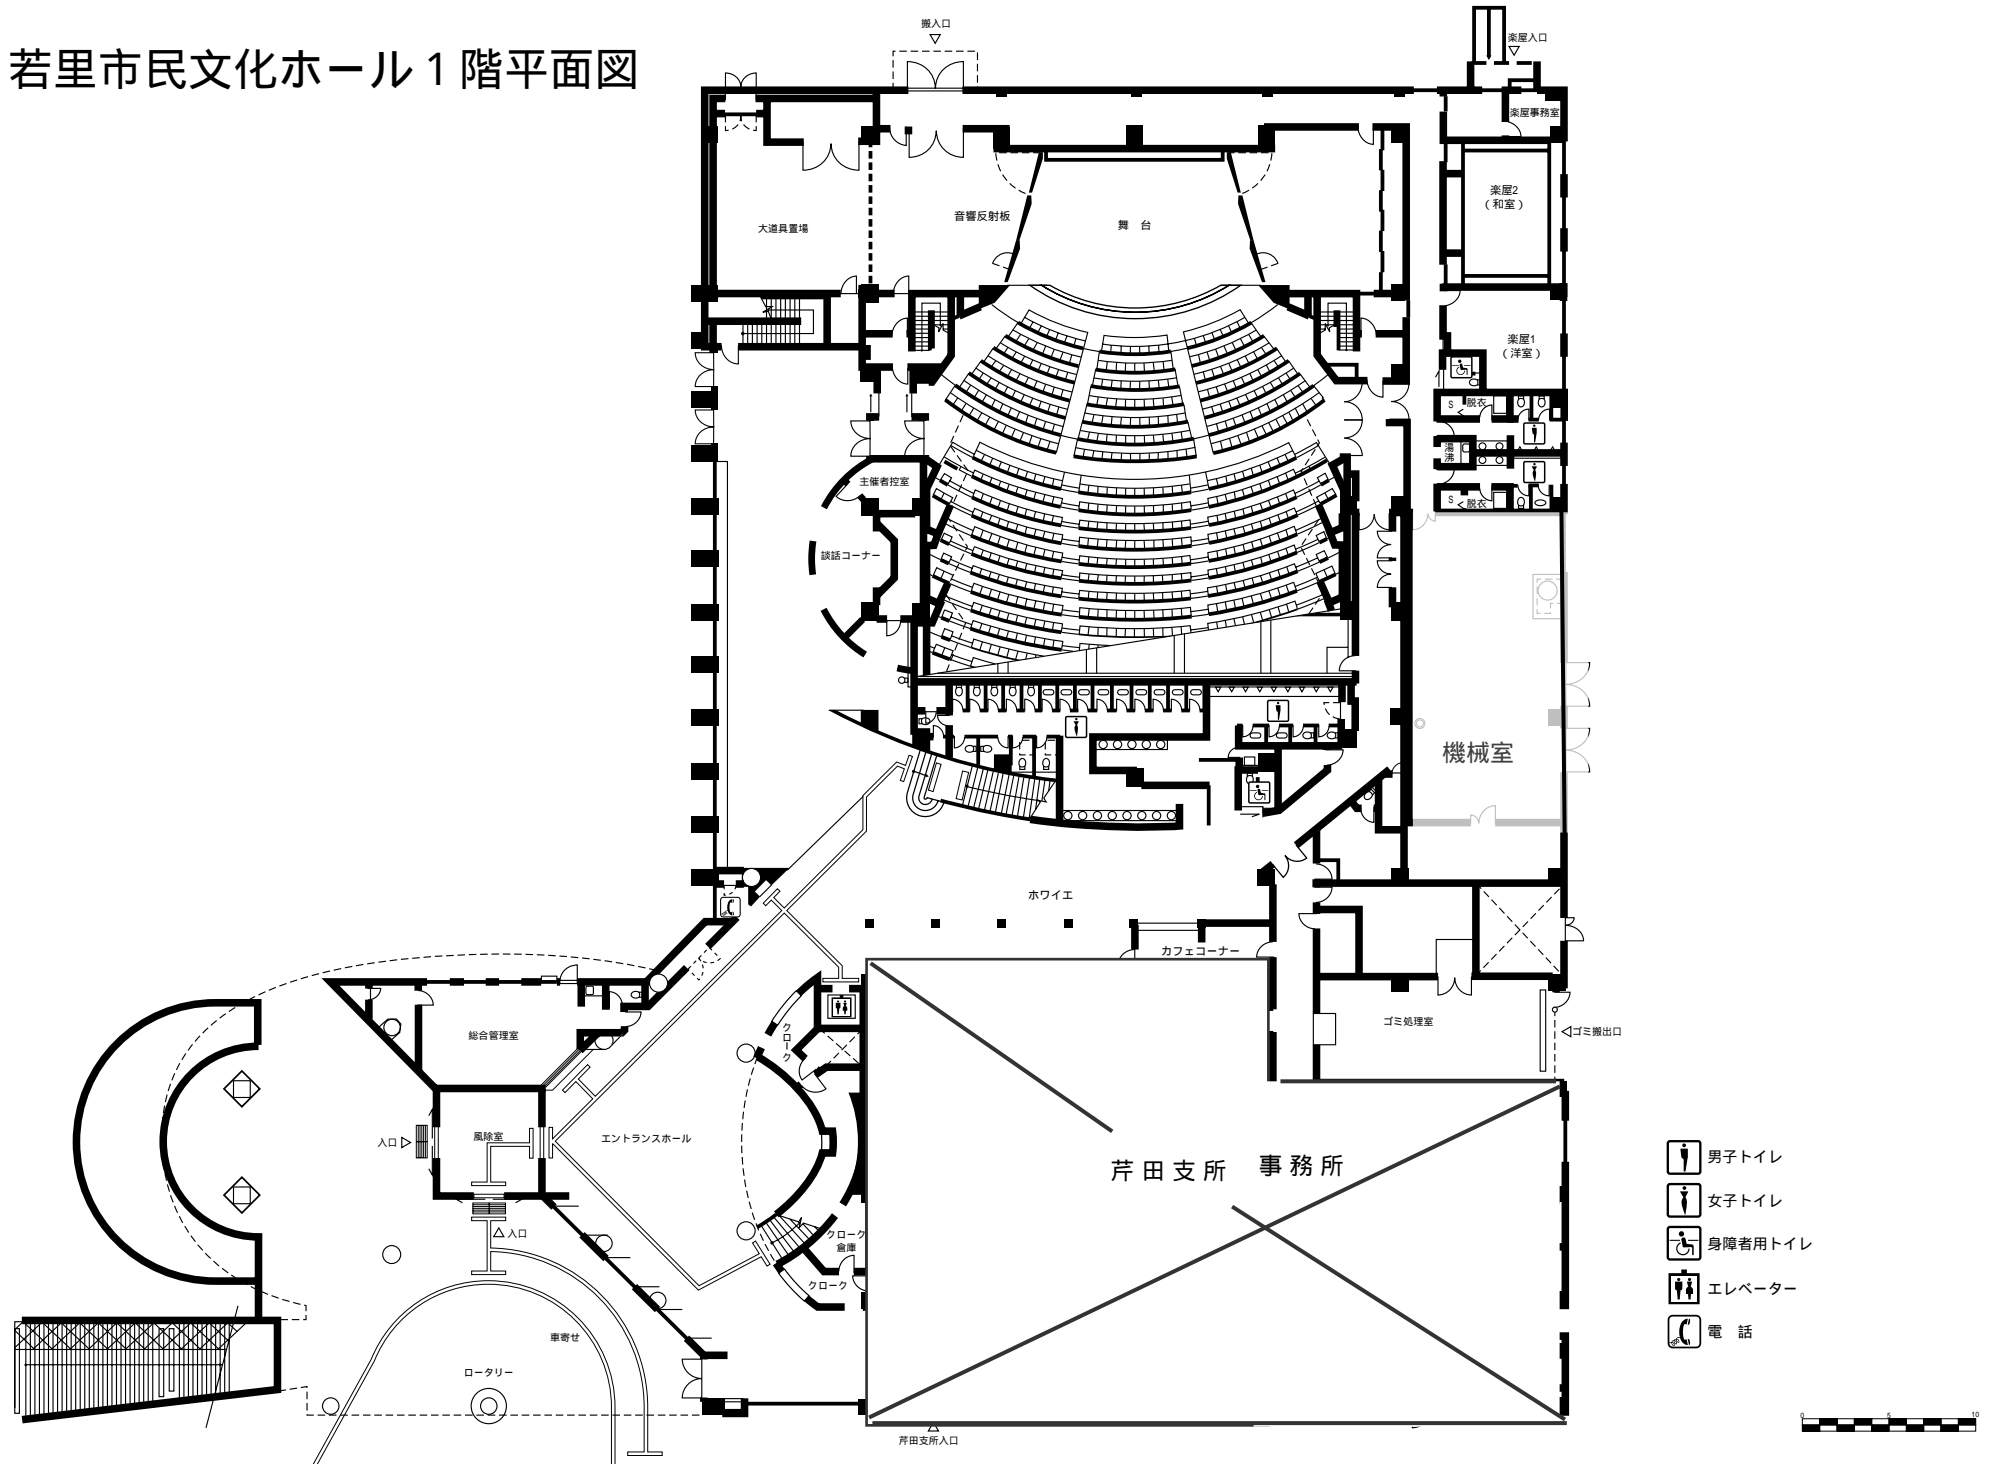 若里市民文化ホール1階平面図
搬入口
楽屋入口
楽屋事務室
楽屋2
（和室）
大道具置場
音響反射板
舞　台
楽屋1
（洋室）
S
脱衣
湯沸
S
脱衣
主催者控室
談話コーナー
機械室
ホワイエ
カフェコーナー
クローク
総合管理室
ゴミ処理室
ゴミ搬出口
入口
風除室
エントランスホール
芹田支所　事務所
入口
クローク
倉庫
クローク
車寄せ
ロータリー
芹田支所入口
男子トイレ
女子トイレ
身障者用トイレ
エレベーター
電　話
0 5 10